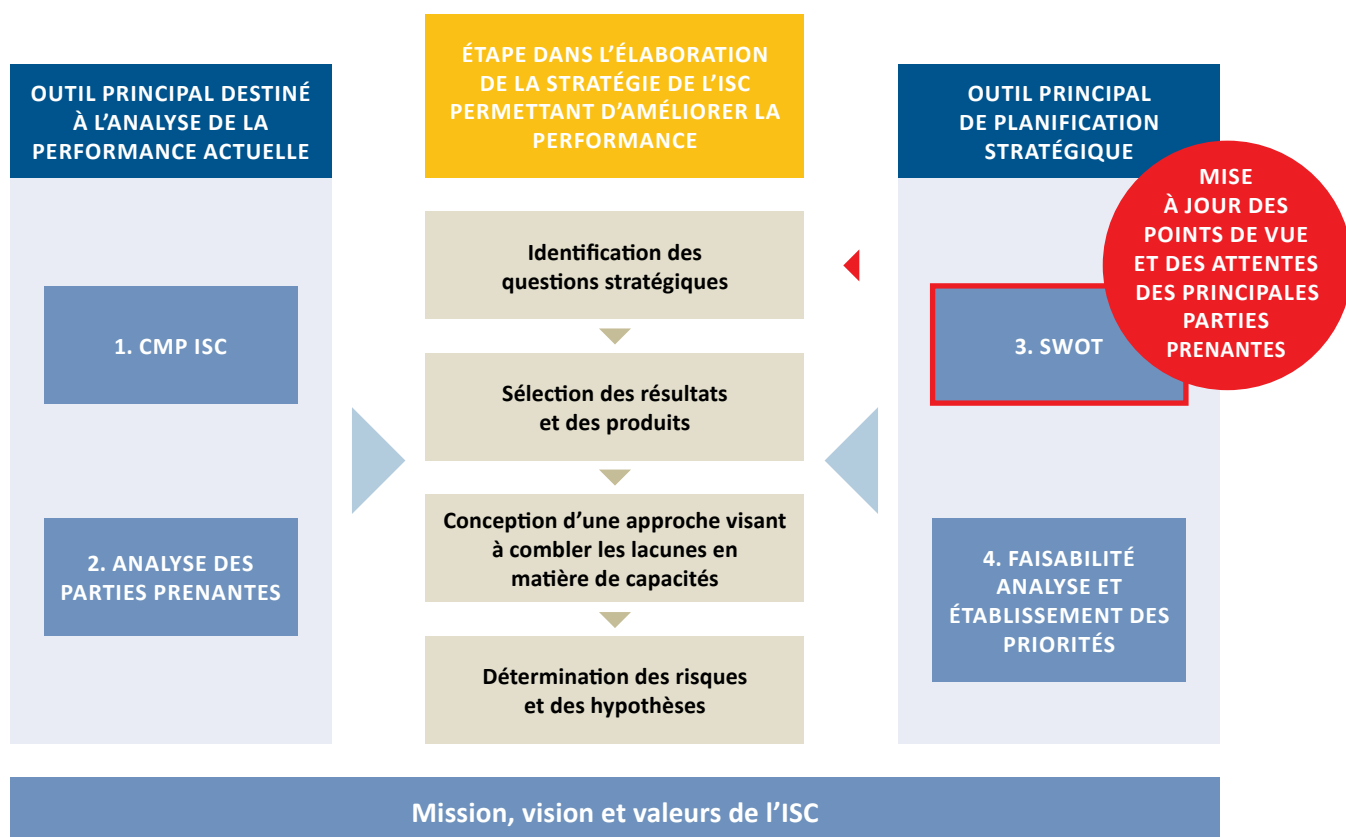 OUTIL PRINCIPAL DESTINÉ
À L’ANALYSE DE LA
PERFORMANCE ACTUELLE
1. CMP ISC
2. ANALYSE DES
PARTIES PRENANTES
ÉTAPE DANS L’ÉLABORATION
DE LA STRATÉGIE DE L’ISC
PERMETTANT D’AMÉLIORER LA
PERFORMANCE
Identification des
questions stratégiques
Sélection des résultats
et des produits
Conception d’une approche visant
à combler les lacunes en
matière de capacités
Détermination des risques
et des hypothèses
OUTIL PRINCIPAL
DE PLANIFICATION
STRATÉGIQUE
MISE
À JOUR DES
POINTS DE VUE
ET DES ATTENTES
DES PRINCIPALES
PARTIES
PRENANTES
3. SWOT
4. FAISABILITÉ
ANALYSE ET
ÉTABLISSEMENT DES
PRIORITÉS
Mission, vision et valeurs de l’ISC